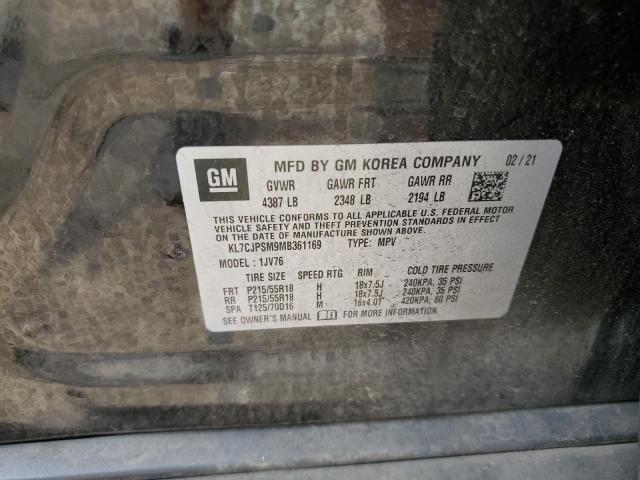 GM MFD BY GM KOREA COMPANY 02/21
GVWR GAWR FRT GAWR RR
4387 LB 2348 LB 2194 LB
THIS VEHICLE CONFORMS TO ALL APPLICABLE U.S. FEDERAL MOTOR
VEHICLE SAFETY AND THEFT PREVENTION STANDARDS IN EFFECT ON
THE DATE OF MANUFACTURE SHOWN ABOVE.
KL7CJPSM9MB361169 TYPE: MPV
MODEL: 1JV76
TIRE SIZE SPEED RTG RIM COLD TIRE PRESSURE
FRT P215/55R18 H 18x7.5J 240KPA, 35 PSI
RR P215/55R18 H 18x7.5J 240KPA, 35 PSI
SPA T125/70D16 M 16x4.0T 420KPA, 60 PSI
SEE OWNER'S MANUAL FOR MORE INFORMATION.